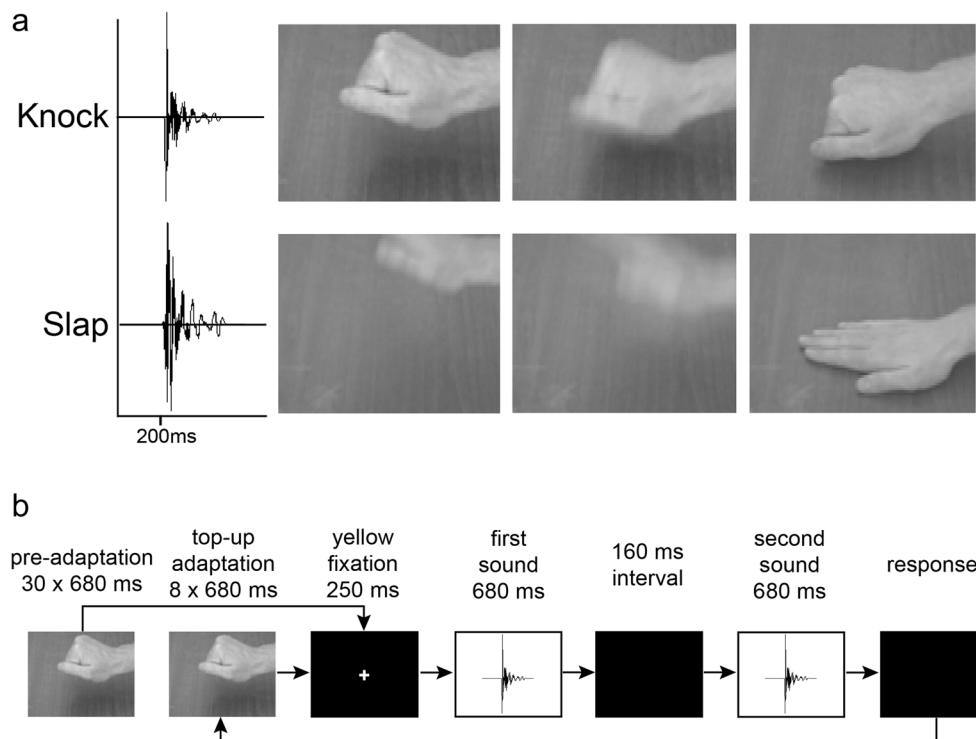 a
Knock
Slap
200ms
b
pre-adaptation
30 x 680 ms
top-up
adaptation
8 x 680 ms
yellow
fixation
250 ms
first
sound
680 ms
160 ms
interval
second
sound
680 ms
response